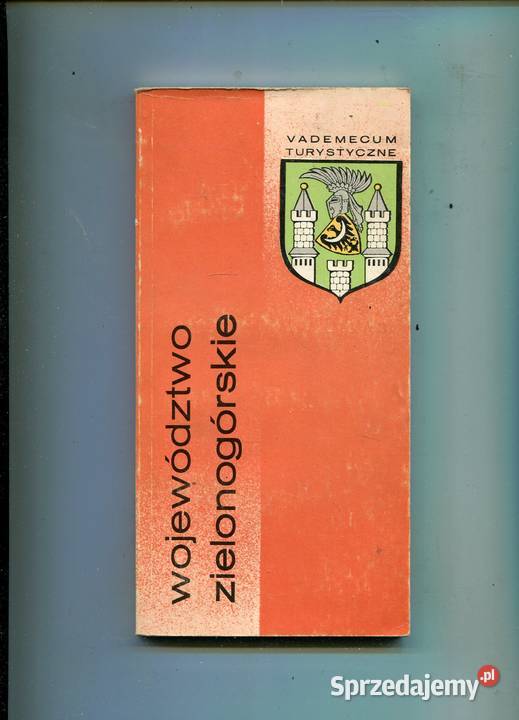 VADEMECUM
TURYSTYCZNE
województwo
zielonogórskie
Sprzedajemy.pl